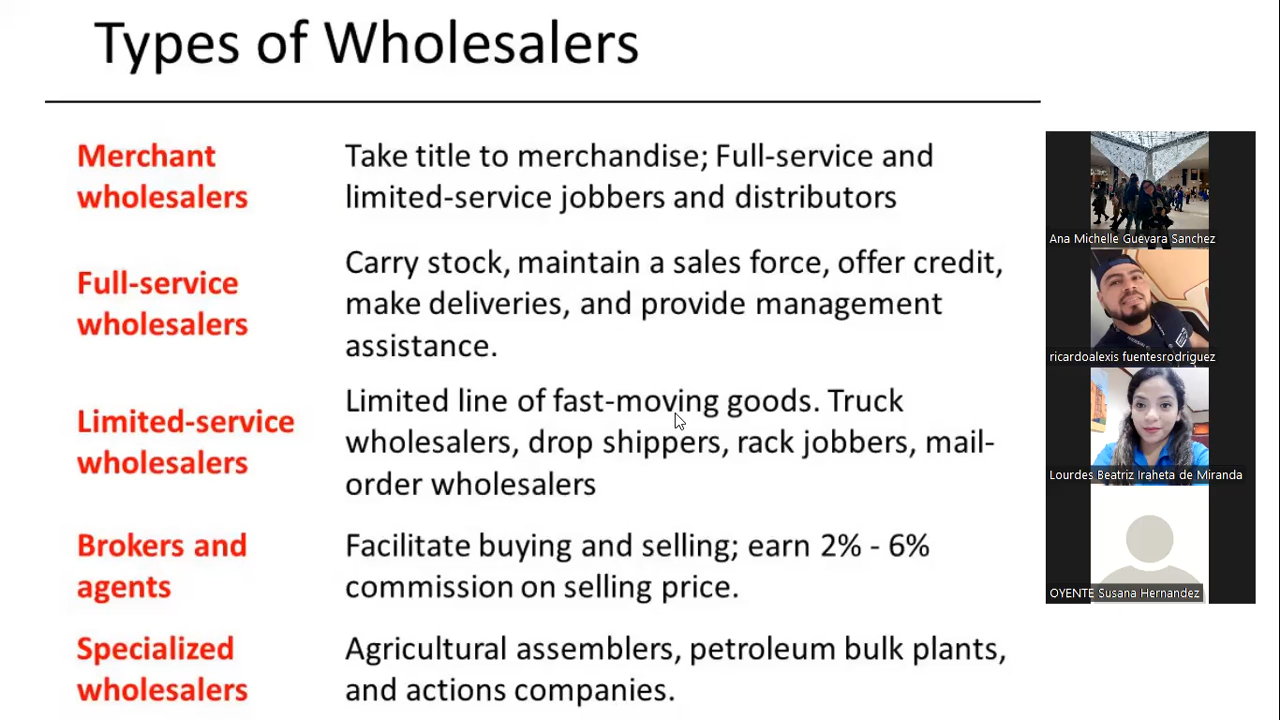 Types of Wholesalers
Merchant
wholesalers
Take title to merchandise; Full-service and
limited-service jobbers and distributors
Full-service
wholesalers
Carry stock, maintain a sales force, offer credit,
make deliveries, and provide management
assistance.
Limited-service
wholesalers
Limited line of fast-moving goods. Truck
wholesalers, drop shippers, rack jobbers, mail-
order wholesalers
Brokers and
agents
Facilitate buying and selling; earn 2% - 6%
commission on selling price.
Specialized
wholesalers
Agricultural assemblers, petroleum bulk plants,
and actions companies.
Ana Michelle Guevara Sanchez
ricardoalexis fuentesrodriguez
Lourdes Beatriz Iraheta de Miranda
OYENTE Susana Hernandez